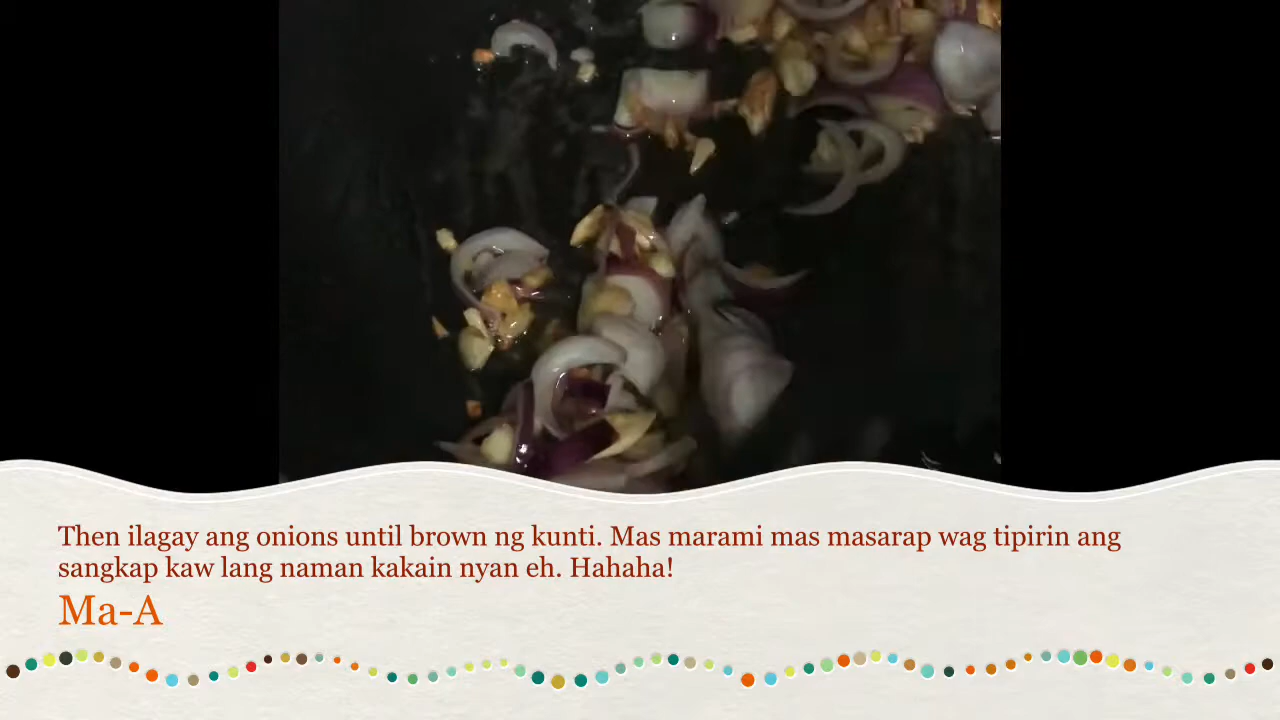 Then ilagay ang onions until brown ng kunti. Mas marami mas masarap wag tipirin ang
sangkap kaw lang naman kakain nyan eh. Hahaha!
Ma-A